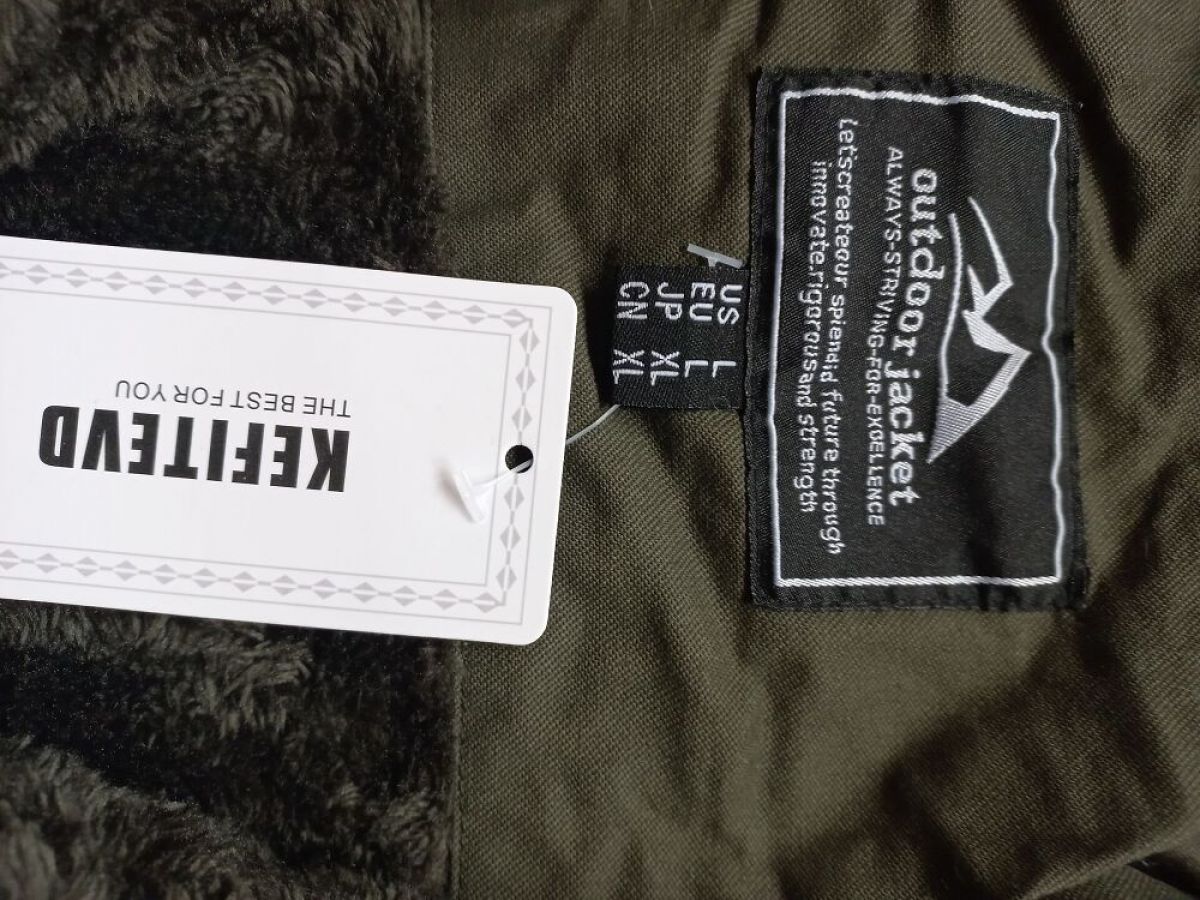 outdoor jacket
ALWAYS-STRIVING-FOR-EXCELLENCE
Letscreateour splendid future through
innovate,rigorousand strength
US L
EU L
JP XL
CN XL
KEFITEVD
THE BEST FOR YOU